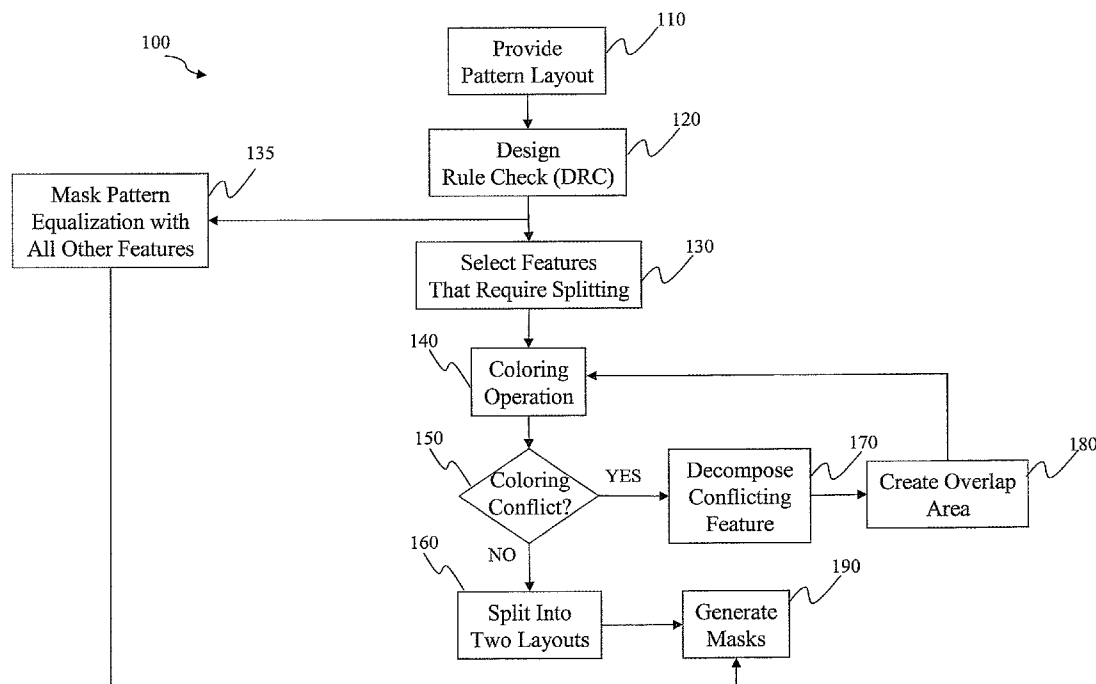 100
110
Provide
Pattern Layout
120
Design
Rule Check (DRC)
135
Mask Pattern
Equalization with
All Other Features
130
Select Features
That Require Splitting
140
Coloring
Operation
150
Coloring
Conflict?
YES
170
Decompose
Conflicting
Feature
180
Create Overlap
Area
NO
160
Split Into
Two Layouts
190
Generate
Masks